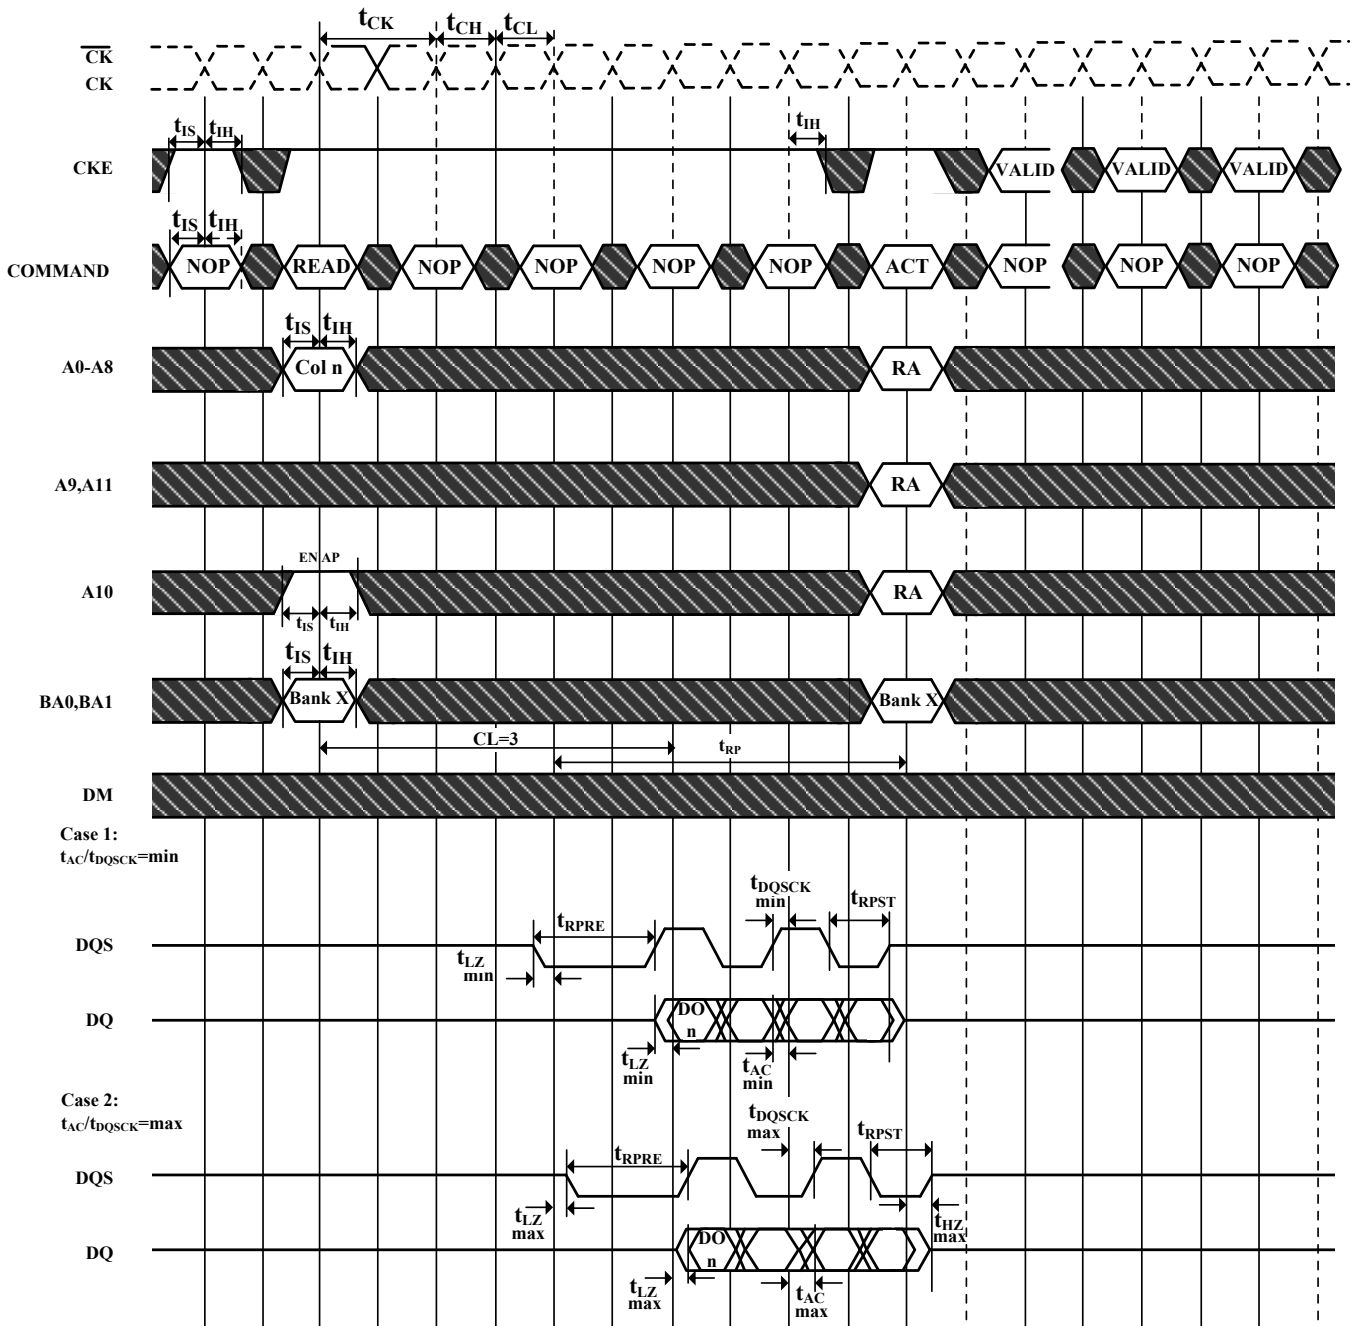 tCK tCH tCL
CK
CK
tIS tIH tIH
CKE VALID VALID VALID
tIS tIH
COMMAND NOP READ NOP NOP NOP NOP ACT NOP NOP NOP
tIS tIH
A0-A8 Col n RA
A9,A11 RA
EN AP
A10 RA
tIS tIH
tIS tIH
BA0,BA1 Bank X Bank X
CL=3 tRP
DM
Case 1:
tAC/tDQSCK=min
tDQSCK
min
tRPST
tRPRE
DQS
tLZ
min
DQ DO
n
tLZ
min
tAC
min
Case 2:
tAC/tDQSCK=max
tDQSCK
max
tRPST
tRPRE
DQS
tLZ
max
tHZ
max
DQ DO
n
tLZ
max
tAC
max